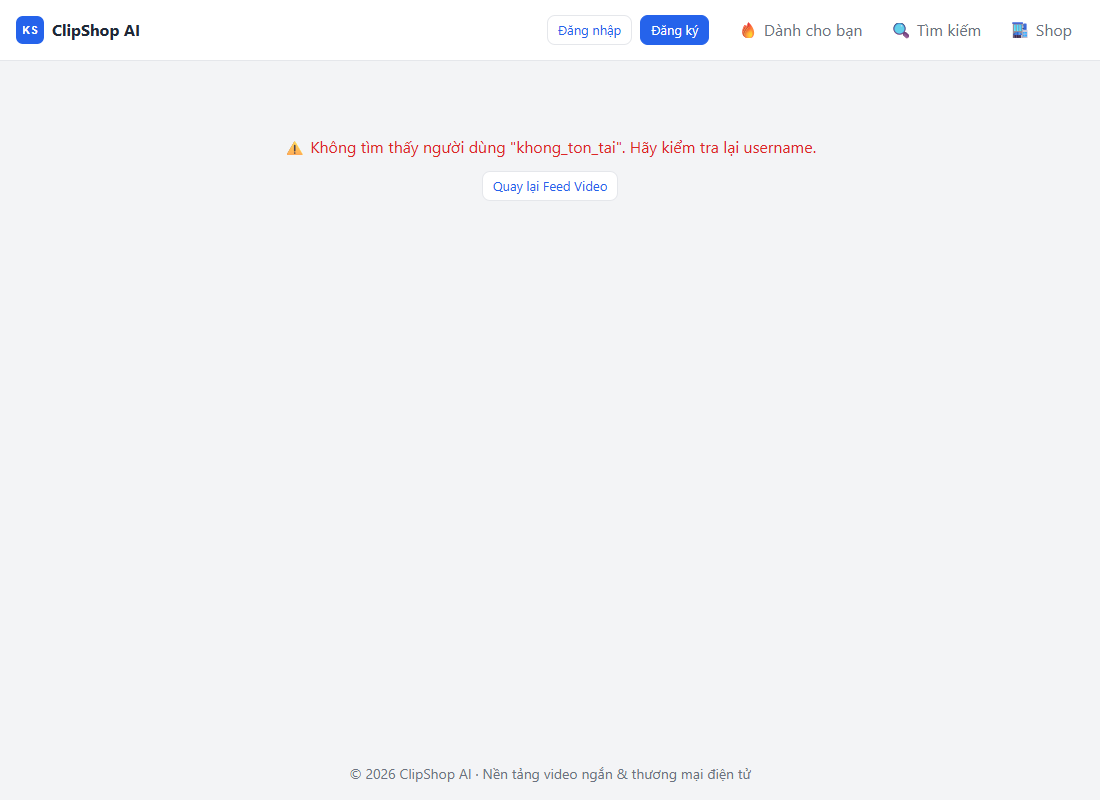 KS ClipShop AI
Đăng nhập Đăng ký Dành cho bạn Tìm kiếm Shop
Không tìm thấy người dùng "khong_ton_tai". Hãy kiểm tra lại username.
Quay lại Feed Video
© 2026 ClipShop AI · Nền tảng video ngắn & thương mại điện tử